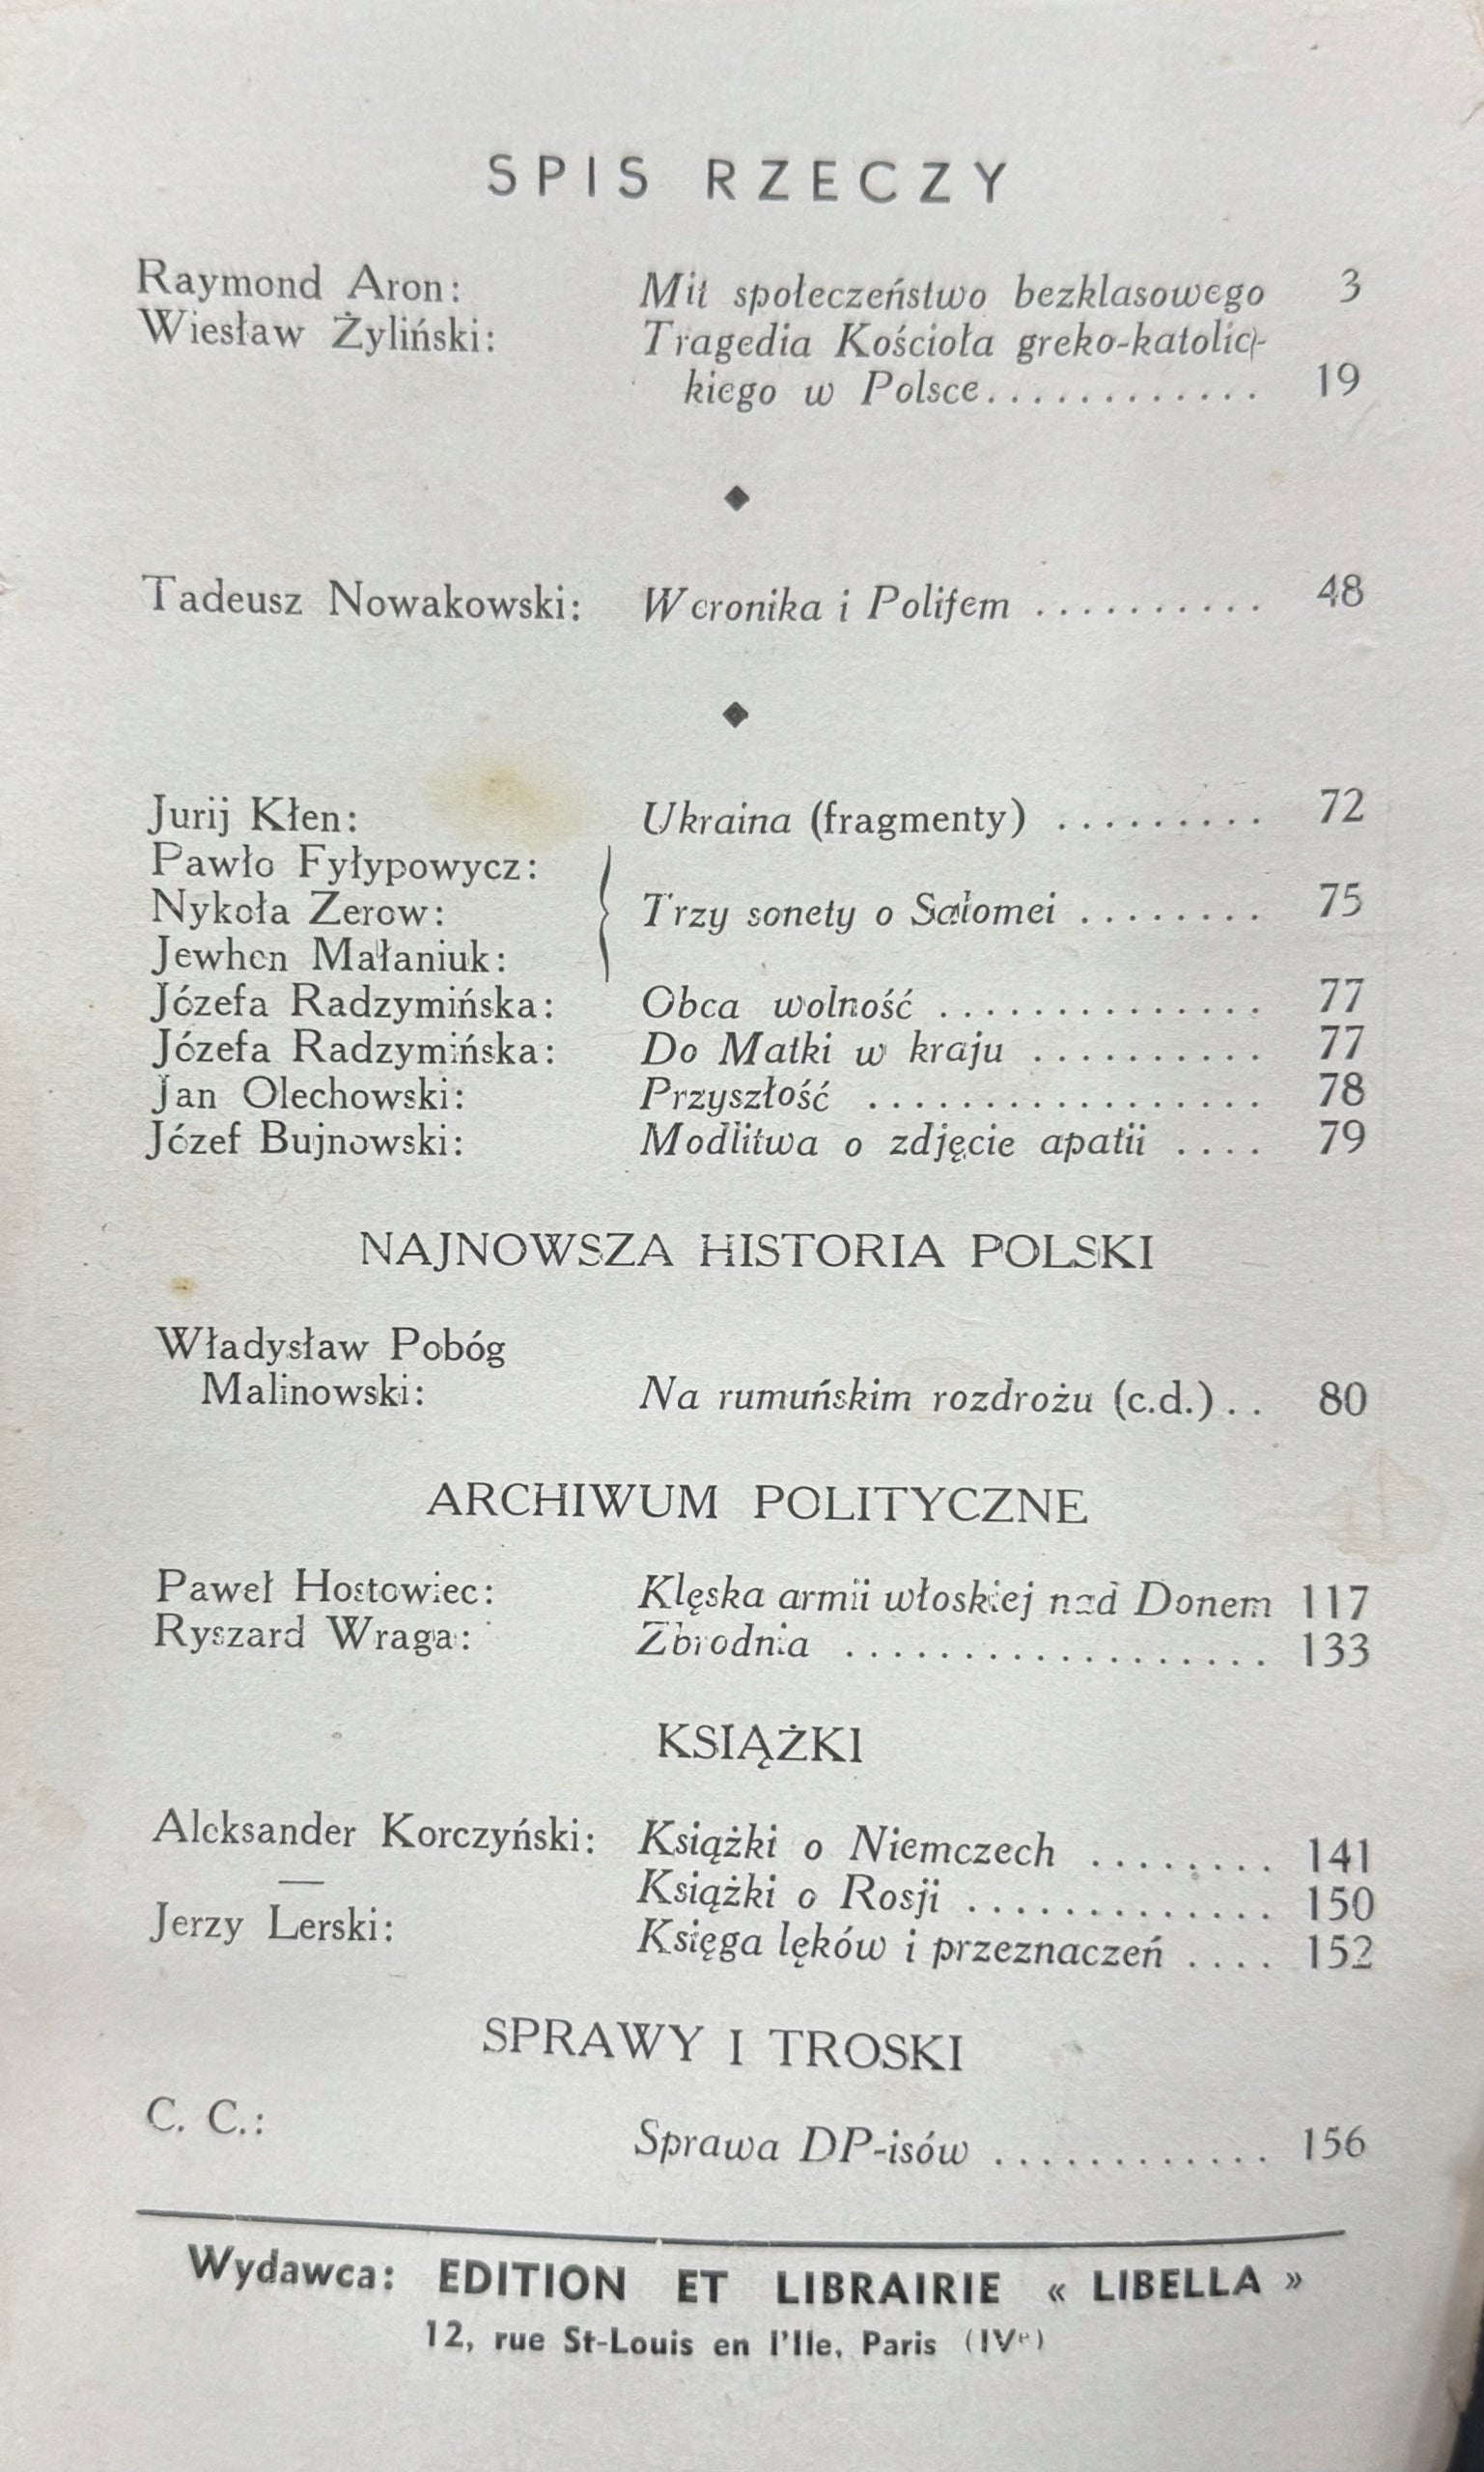 SPIS RZECZY
Raymond Aron: Mit społeczeństwo bezklasowego 3
Wiesław Żyliński: Tragedia Kościoła greko-katolic-
kiego w Polsce............ 19
Tadeusz Nowakowski: Weronika i Polifem .......... 48
Jurij Kłen: Ukraina (fragmenty) ......... 72
Pawło Fyłypowycz:
Nykoła Zerow: Trzy sonety o Salomei ........ 75
Jewhen Małaniuk:
Józefa Radzymińska: Obca wolność .............. 77
Józefa Radzymińska: Do Matki w kraju .......... 77
Jan Olechowski: Przyszłość ................. 78
Józef Bujnowski: Modlitwa o zdjęcie apatii .... 79
NAJNOWSZA HISTORIA POLSKI
Władysław Pobóg
Malinowski: Na rumuńskim rozdrożu (c.d.).. 80
ARCHIWUM POLITYCZNE
Paweł Hostowiec: Klęska armii włoskiej nad Donem 117
Ryszard Wraga: Zbrodnia .................. 133
KSIĄŻKI
Aleksander Korczyński: Książki o Niemczech ........ 141
— Książki o Rosji ............. 150
Jerzy Lerski: Księga lęków i przeznaczeń .... 152
SPRAWY I TROSKI
C. C.: Sprawa DP-isów ............ 156
Wydawca: EDITION ET LIBRAIRIE « LIBELLA »
12, rue St-Louis en l'Ile, Paris (IVe)